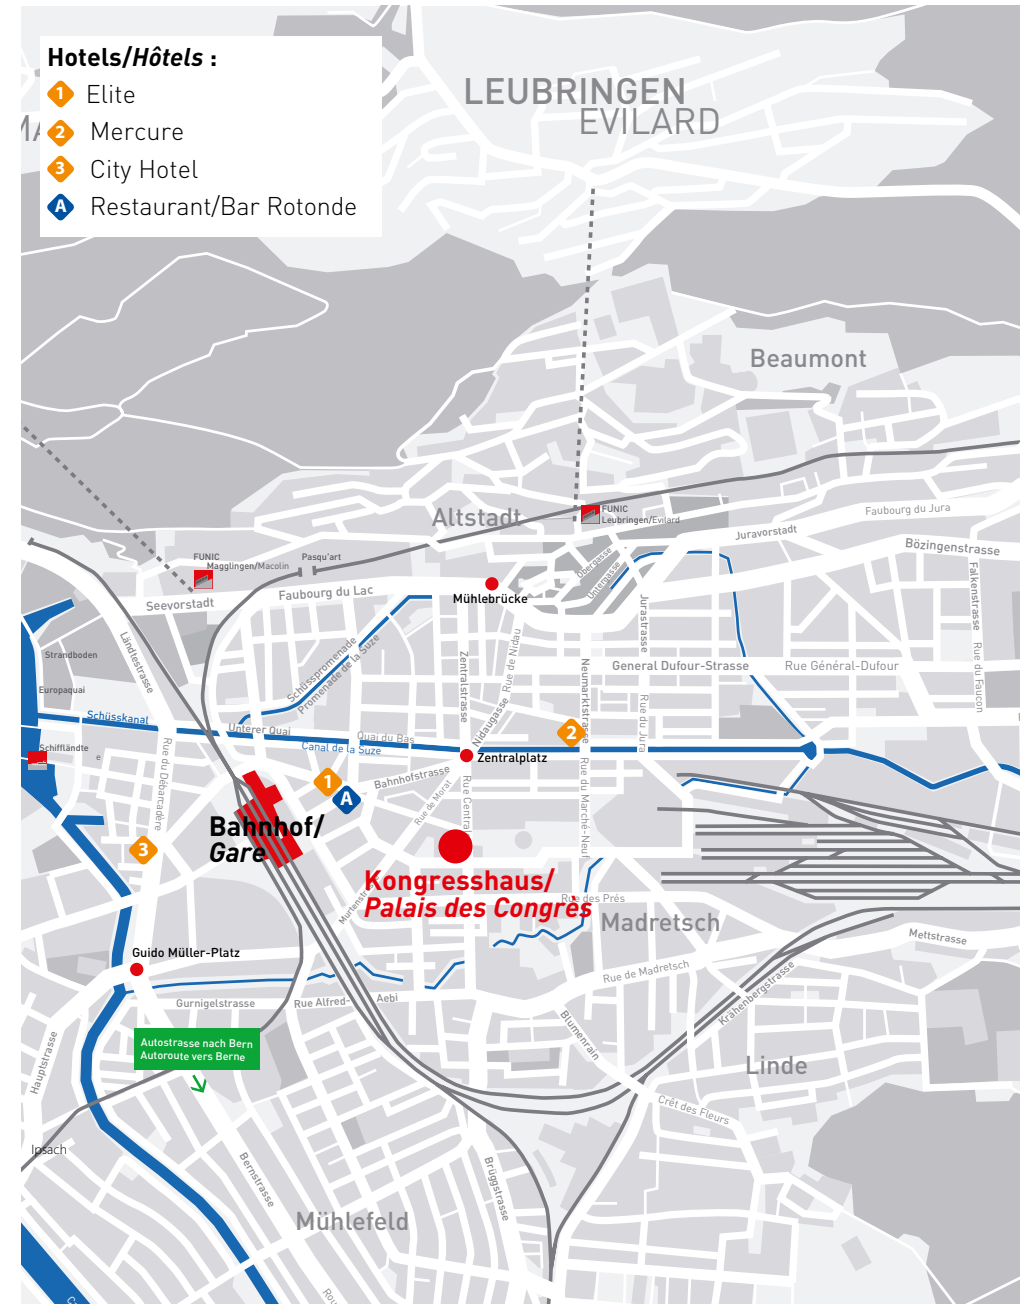 Hotels/Hôtels :
1 Elite
2 Mercure
3 City Hotel
A Restaurant/Bar Rotonde
LEUBRINGEN
EVILARD
Beaumont
Altstadt
FUNIC
Leubringen/Evilard
Faubourg du Jura
Juravorstadt
Bözingenstrasse
FUNIC
Magglingen/Macolin
Pasqu'art
Obergasse
Untergasse
Falkenstrasse
Seevorstadt
Faubourg du Lac
Mühlebrücke
Jurastrasse
Ländtestrasse
Strandboden
Schüsspromenade
Promenade de la Suze
Zentralstrasse
Rue de Nidau
Neumarktstrasse
General Dufour-Strasse
Rue Général-Dufour
Rue du Faucon
Europaquai
Schüsskanal
Unterer Quai
Quai du Bas
Canal de la Suze
Nidaugasse
Rue du Jura
2
Schifflände
Zentralplatz
Rue du Débarcadère
1
A
Bahnhofstrasse
Rue de Morat
Rue Central
Rue du Marché-Neuf
Bahnhof/
Gare
3
Kongresshaus/
Palais des Congrès
Murtenstr
Rue des Prés
Madretsch
Mettstrasse
Guido Müller-Platz
Rue de Madretsch
Krähenbergstrasse
Gurnigelstrasse
Rue Alfred-
Aebi
Blumenrain
Hauptstrasse
Autostrasse nach Bern
Autoroute vers Berne
Linde
Crêt des Fleurs
Ipsach
Bernstrasse
Brüggstrasse
Mühlefeld